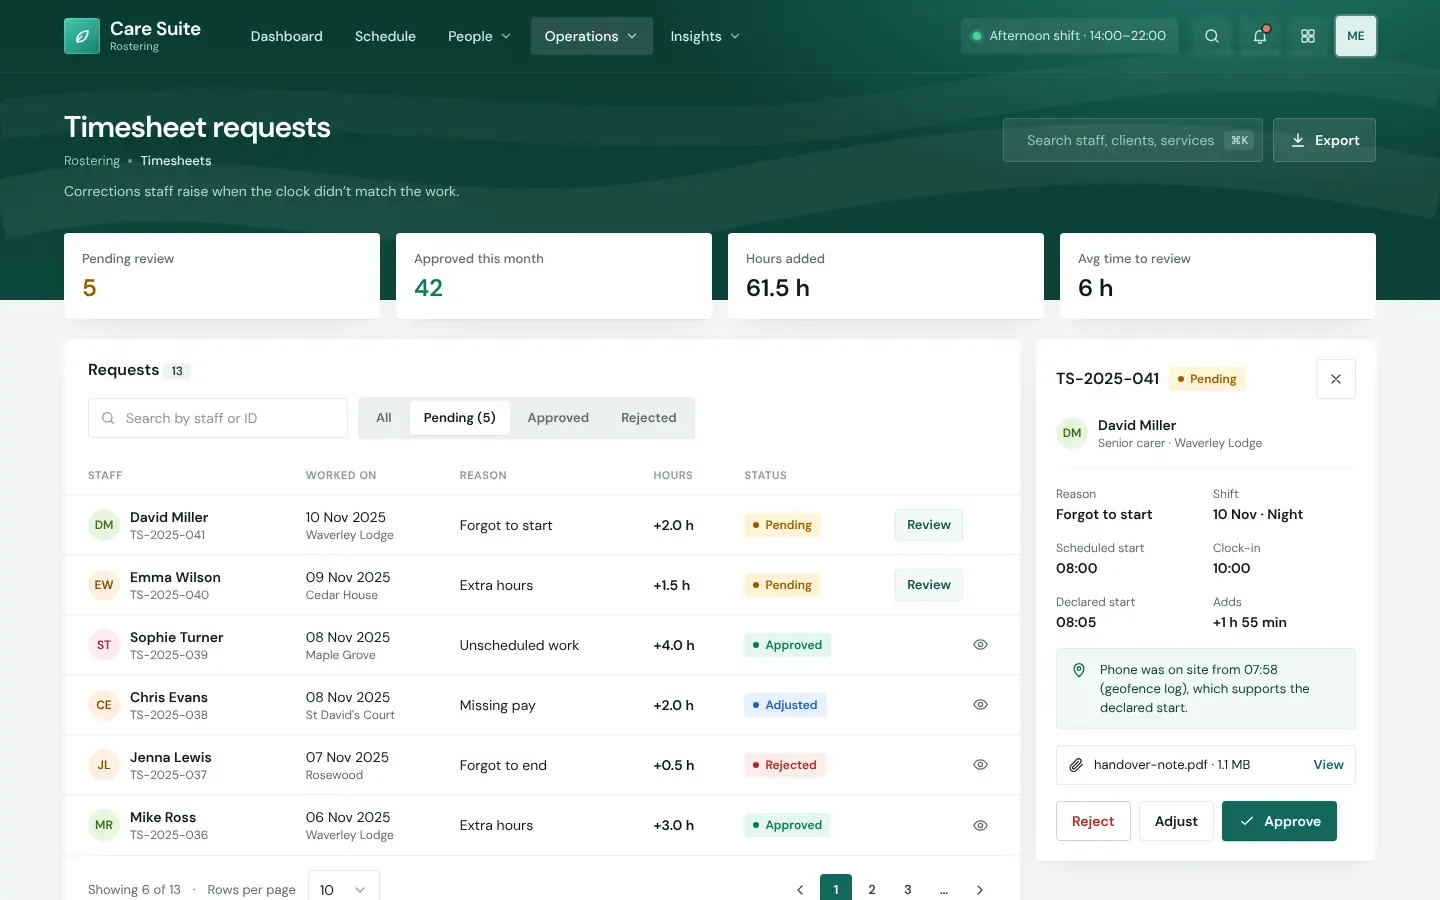 Care Suite
Rostering
Dashboard
Schedule
People
Operations
Insights
Afternoon shift · 14:00–22:00
ME
Timesheet requests
Rostering • Timesheets
Corrections staff raise when the clock didn’t match the work.
Search staff, clients, services ⌘K
Export
Pending review
5
Approved this month
42
Hours added
61.5 h
Avg time to review
6 h
Requests 13
Search by staff or ID
All
Pending (5)
Approved
Rejected
STAFF WORKED ON REASON HOURS STATUS
DM David Miller 10 Nov 2025 Forgot to start +2.0 h Pending Review
TS-2025-041 Waverley Lodge
EW Emma Wilson 09 Nov 2025 Extra hours +1.5 h Pending Review
TS-2025-040 Cedar House
ST Sophie Turner 08 Nov 2025 Unscheduled work +4.0 h Approved
TS-2025-039 Maple Grove
CE Chris Evans 08 Nov 2025 Missing pay +2.0 h Adjusted
TS-2025-038 St David's Court
JL Jenna Lewis 07 Nov 2025 Forgot to end +0.5 h Rejected
TS-2025-037 Rosewood
MR Mike Ross 06 Nov 2025 Extra hours +3.0 h Approved
TS-2025-036 Waverley Lodge
Showing 6 of 13 · Rows per page 10
1 2 3 ...
TS-2025-041 Pending
DM David Miller
Senior carer · Waverley Lodge
Reason Shift
Forgot to start 10 Nov · Night
Scheduled start Clock-in
08:00 10:00
Declared start Adds
08:05 +1 h 55 min
Phone was on site from 07:58
(geofence log), which supports the
declared start.
handover-note.pdf · 1.1 MB View
Reject
Adjust
Approve